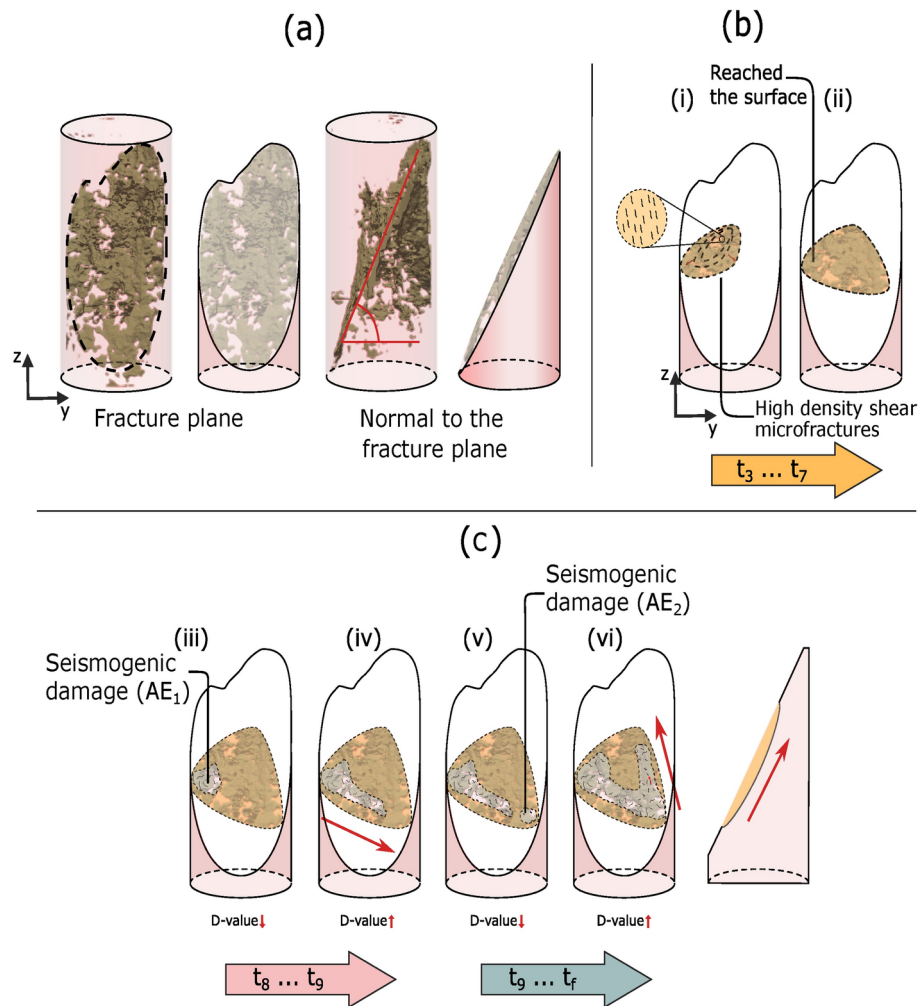 (a)
z
y
Fracture plane
Normal to the
fracture plane
(b)
Reached
the surface
(i)
(ii)
z
y
High density shear
microfractures
t₃ ... t₇
(c)
Seismogenic
damage (AE₂)
(iii)
(iv)
(v)
(vi)
Seismogenic
damage (AE₁)
D-value↓
D-value↑
D-value↓
D-value↑
t₈ ... t₉
t₉ ... t_f